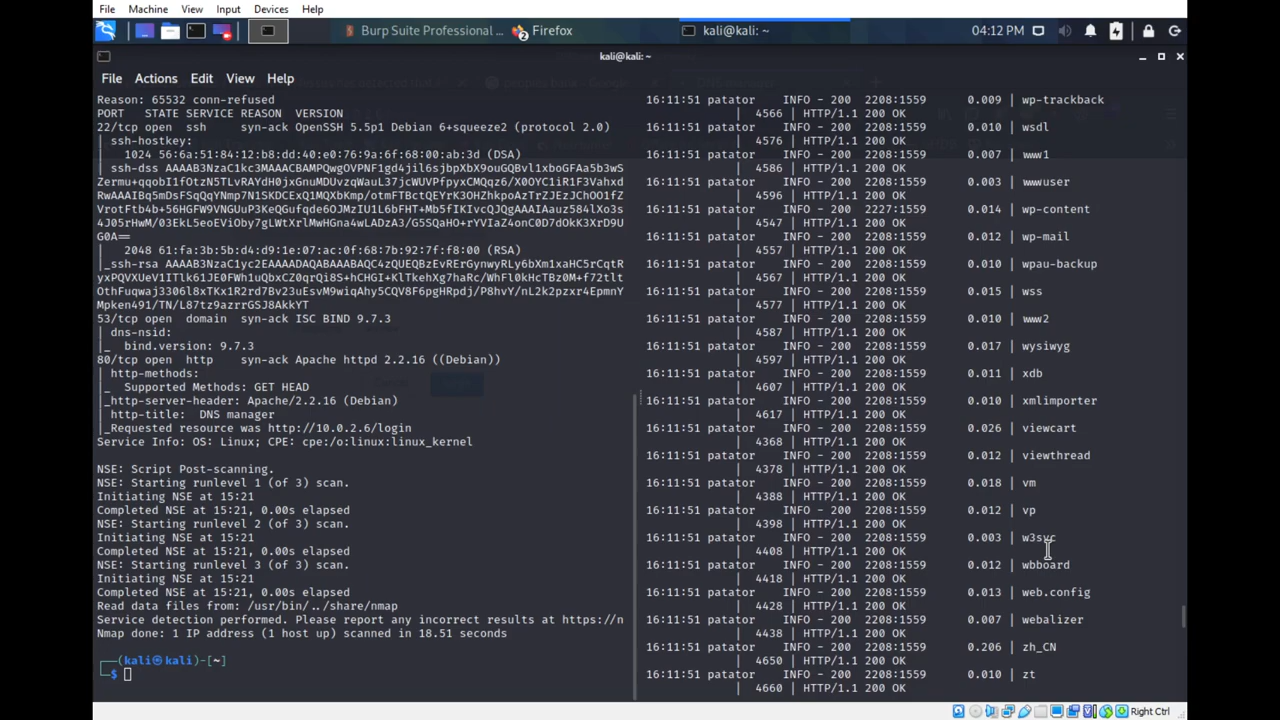 File Machine View Input Devices Help
Burp Suite Professional ... Firefox kali@kali: ~ 04:12 PM
kali@kali: ~
File Actions Edit View Help
Reason: 65532 conn-refused
PORT STATE SERVICE REASON VERSION
22/tcp open ssh syn-ack OpenSSH 5.5p1 Debian 6+squeeze2 (protocol 2.0)
| ssh-hostkey:
| 1024 56:6a:51:84:12:b8:dd:40:e0:76:9a:6f:68:00:ab:3d (DSA)
| ssh-dss AAAAB3NzaC1kc3MAAACBAMPQwgOVPNF1gd4jil6sjbpXbX9ouGQBvl1xboGFAa5b3wS
Zermu+qqobI1fOtzN5TLvRAYdH0jxGnuMDUvzqWauL37jcWUVPfpyxCMQqz6/X0OYC1iR1F3Vahxd
RwAAAIBq5mDsFSqQqYNmp7N1SKDCExQ1MQXbKmp/otmFTBctQEYrK3OHZhkpoAzTrZJEzJChOO1fZ
VrotFtb4b+56HGFW9VNGUuP3KeQGufqde6OJMzIU1L6bFHT+Mb5fIKIvcQJQgAAAIAauz584lXo3s
4J05rHwM/03EkL5eoEViOby7gLWtXrlMwHGna4wLADzA3/G5SQaHO+rYVIaZ4onC0D7dOkK3XrD9U
G0A==
| 2048 61:fa:3b:5b:d4:d9:1e:07:ac:0f:68:7b:92:7f:f8:00 (RSA)
|_ssh-rsa AAAAB3NzaC1yc2EAAAADAQABAAABAQC4zQUEQBzEvRErGynwyRLy6bXm1xaHC5rCqtR
yxPQVXUeV1ITlk61JE0FWh1uQbxCZ0qrQi8S+hCHGI+KlTkehXg7haRc/WhFl0kHcTBz0M+f72tlt
OthFuqwaj3306l8xTKx1R2rd7Bv23uEsvM9wiqAhy5CQV8F6pgHRpdj/P8hvY/nL2k2pzxr4EpmnY
Mpken491/TN/L87tz9azrrGSJ8AkkYT
53/tcp open domain syn-ack ISC BIND 9.7.3
| dns-nsid:
|_ bind.version: 9.7.3
80/tcp open http syn-ack Apache httpd 2.2.16 ((Debian))
| http-methods:
|_ Supported Methods: GET HEAD
|_http-server-header: Apache/2.2.16 (Debian)
| http-title: DNS manager
|_Requested resource was http://10.0.2.6/login
Service Info: OS: Linux; CPE: cpe:/o:linux:linux_kernel
NSE: Script Post-scanning.
NSE: Starting runlevel 1 (of 3) scan.
Initiating NSE at 15:21
Completed NSE at 15:21, 0.00s elapsed
NSE: Starting runlevel 2 (of 3) scan.
Initiating NSE at 15:21
Completed NSE at 15:21, 0.00s elapsed
NSE: Starting runlevel 3 (of 3) scan.
Initiating NSE at 15:21
Completed NSE at 15:21, 0.00s elapsed
Read data files from: /usr/bin/../share/nmap
Service detection performed. Please report any incorrect results at https://n
Nmap done: 1 IP address (1 host up) scanned in 18.51 seconds
(kali㉿kali)-[~]
$
16:11:51 patator INFO - 200 2208:1559 0.009 | wp-trackback
| 4566 | HTTP/1.1 200 OK
16:11:51 patator INFO - 200 2208:1559 0.010 | wsdl
| 4576 | HTTP/1.1 200 OK
16:11:51 patator INFO - 200 2208:1559 0.007 | www1
| 4586 | HTTP/1.1 200 OK
16:11:51 patator INFO - 200 2208:1559 0.003 | wwwuser
| 4596 | HTTP/1.1 200 OK
16:11:51 patator INFO - 200 2227:1559 0.014 | wp-content
| 4547 | HTTP/1.1 200 OK
16:11:51 patator INFO - 200 2208:1559 0.012 | wp-mail
| 4557 | HTTP/1.1 200 OK
16:11:51 patator INFO - 200 2208:1559 0.010 | wpau-backup
| 4567 | HTTP/1.1 200 OK
16:11:51 patator INFO - 200 2208:1559 0.015 | wss
| 4577 | HTTP/1.1 200 OK
16:11:51 patator INFO - 200 2208:1559 0.010 | www2
| 4587 | HTTP/1.1 200 OK
16:11:51 patator INFO - 200 2208:1559 0.017 | wysiwyg
| 4597 | HTTP/1.1 200 OK
16:11:51 patator INFO - 200 2208:1559 0.011 | xdb
| 4607 | HTTP/1.1 200 OK
16:11:51 patator INFO - 200 2208:1559 0.010 | xmlimporter
| 4617 | HTTP/1.1 200 OK
16:11:51 patator INFO - 200 2208:1559 0.026 | viewcart
| 4368 | HTTP/1.1 200 OK
16:11:51 patator INFO - 200 2208:1559 0.012 | viewthread
| 4378 | HTTP/1.1 200 OK
16:11:51 patator INFO - 200 2208:1559 0.018 | vm
| 4388 | HTTP/1.1 200 OK
16:11:51 patator INFO - 200 2208:1559 0.012 | vp
| 4398 | HTTP/1.1 200 OK
16:11:51 patator INFO - 200 2208:1559 0.003 | w3svc
| 4408 | HTTP/1.1 200 OK
16:11:51 patator INFO - 200 2208:1559 0.012 | wbboard
| 4418 | HTTP/1.1 200 OK
16:11:51 patator INFO - 200 2208:1559 0.013 | web.config
| 4428 | HTTP/1.1 200 OK
16:11:51 patator INFO - 200 2208:1559 0.007 | webalizer
| 4438 | HTTP/1.1 200 OK
16:11:51 patator INFO - 200 2208:1559 0.206 | zh_CN
| 4650 | HTTP/1.1 200 OK
16:11:51 patator INFO - 200 2208:1559 0.010 | zt
| 4660 | HTTP/1.1 200 OK
Right Ctrl